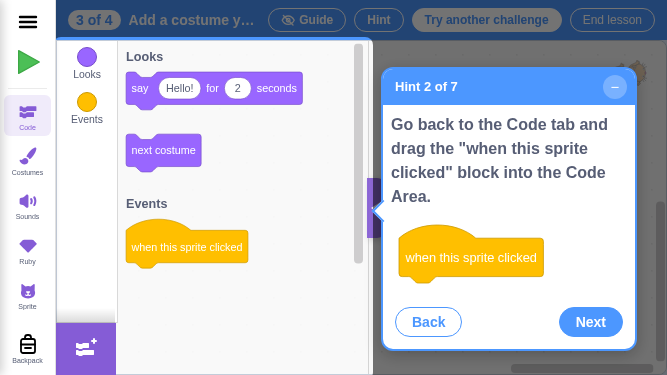 3 of 4
Add a costume y...
Guide
Hint
Try another challenge
End lesson
Code
Costumes
Sounds
Ruby
Sprite
Backpack
Looks
Events
Looks
say Hello! for 2 seconds
next costume
Events
when this sprite clicked
Hint 2 of 7
Go back to the Code tab and
drag the "when this sprite
clicked" block into the Code
Area.
when this sprite clicked
Back
Next